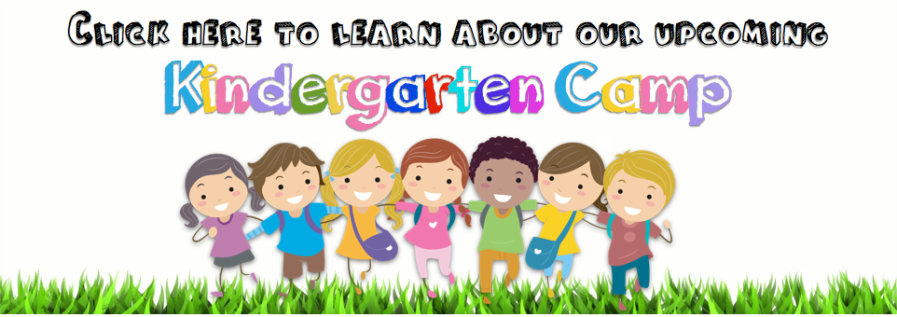 Click here to learn about our upcoming
Kindergarten Camp